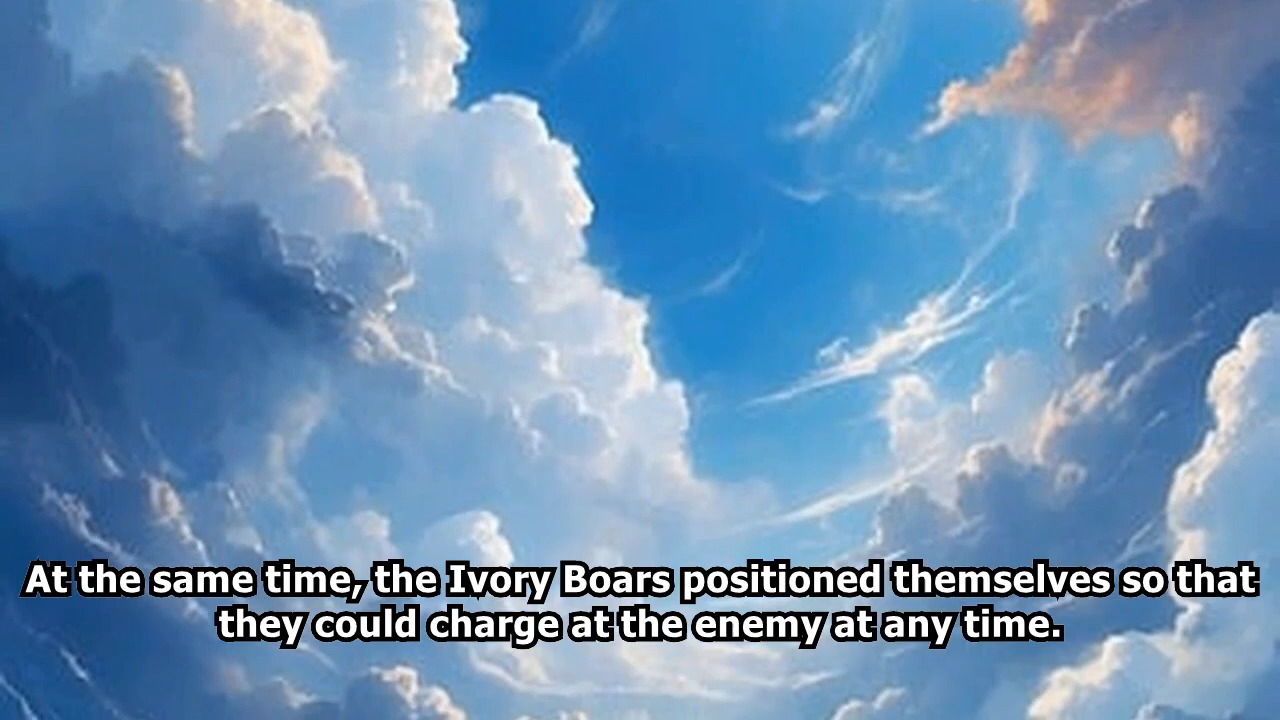 At the same time, the Ivory Boars positioned themselves so that
they could charge at the enemy at any time.